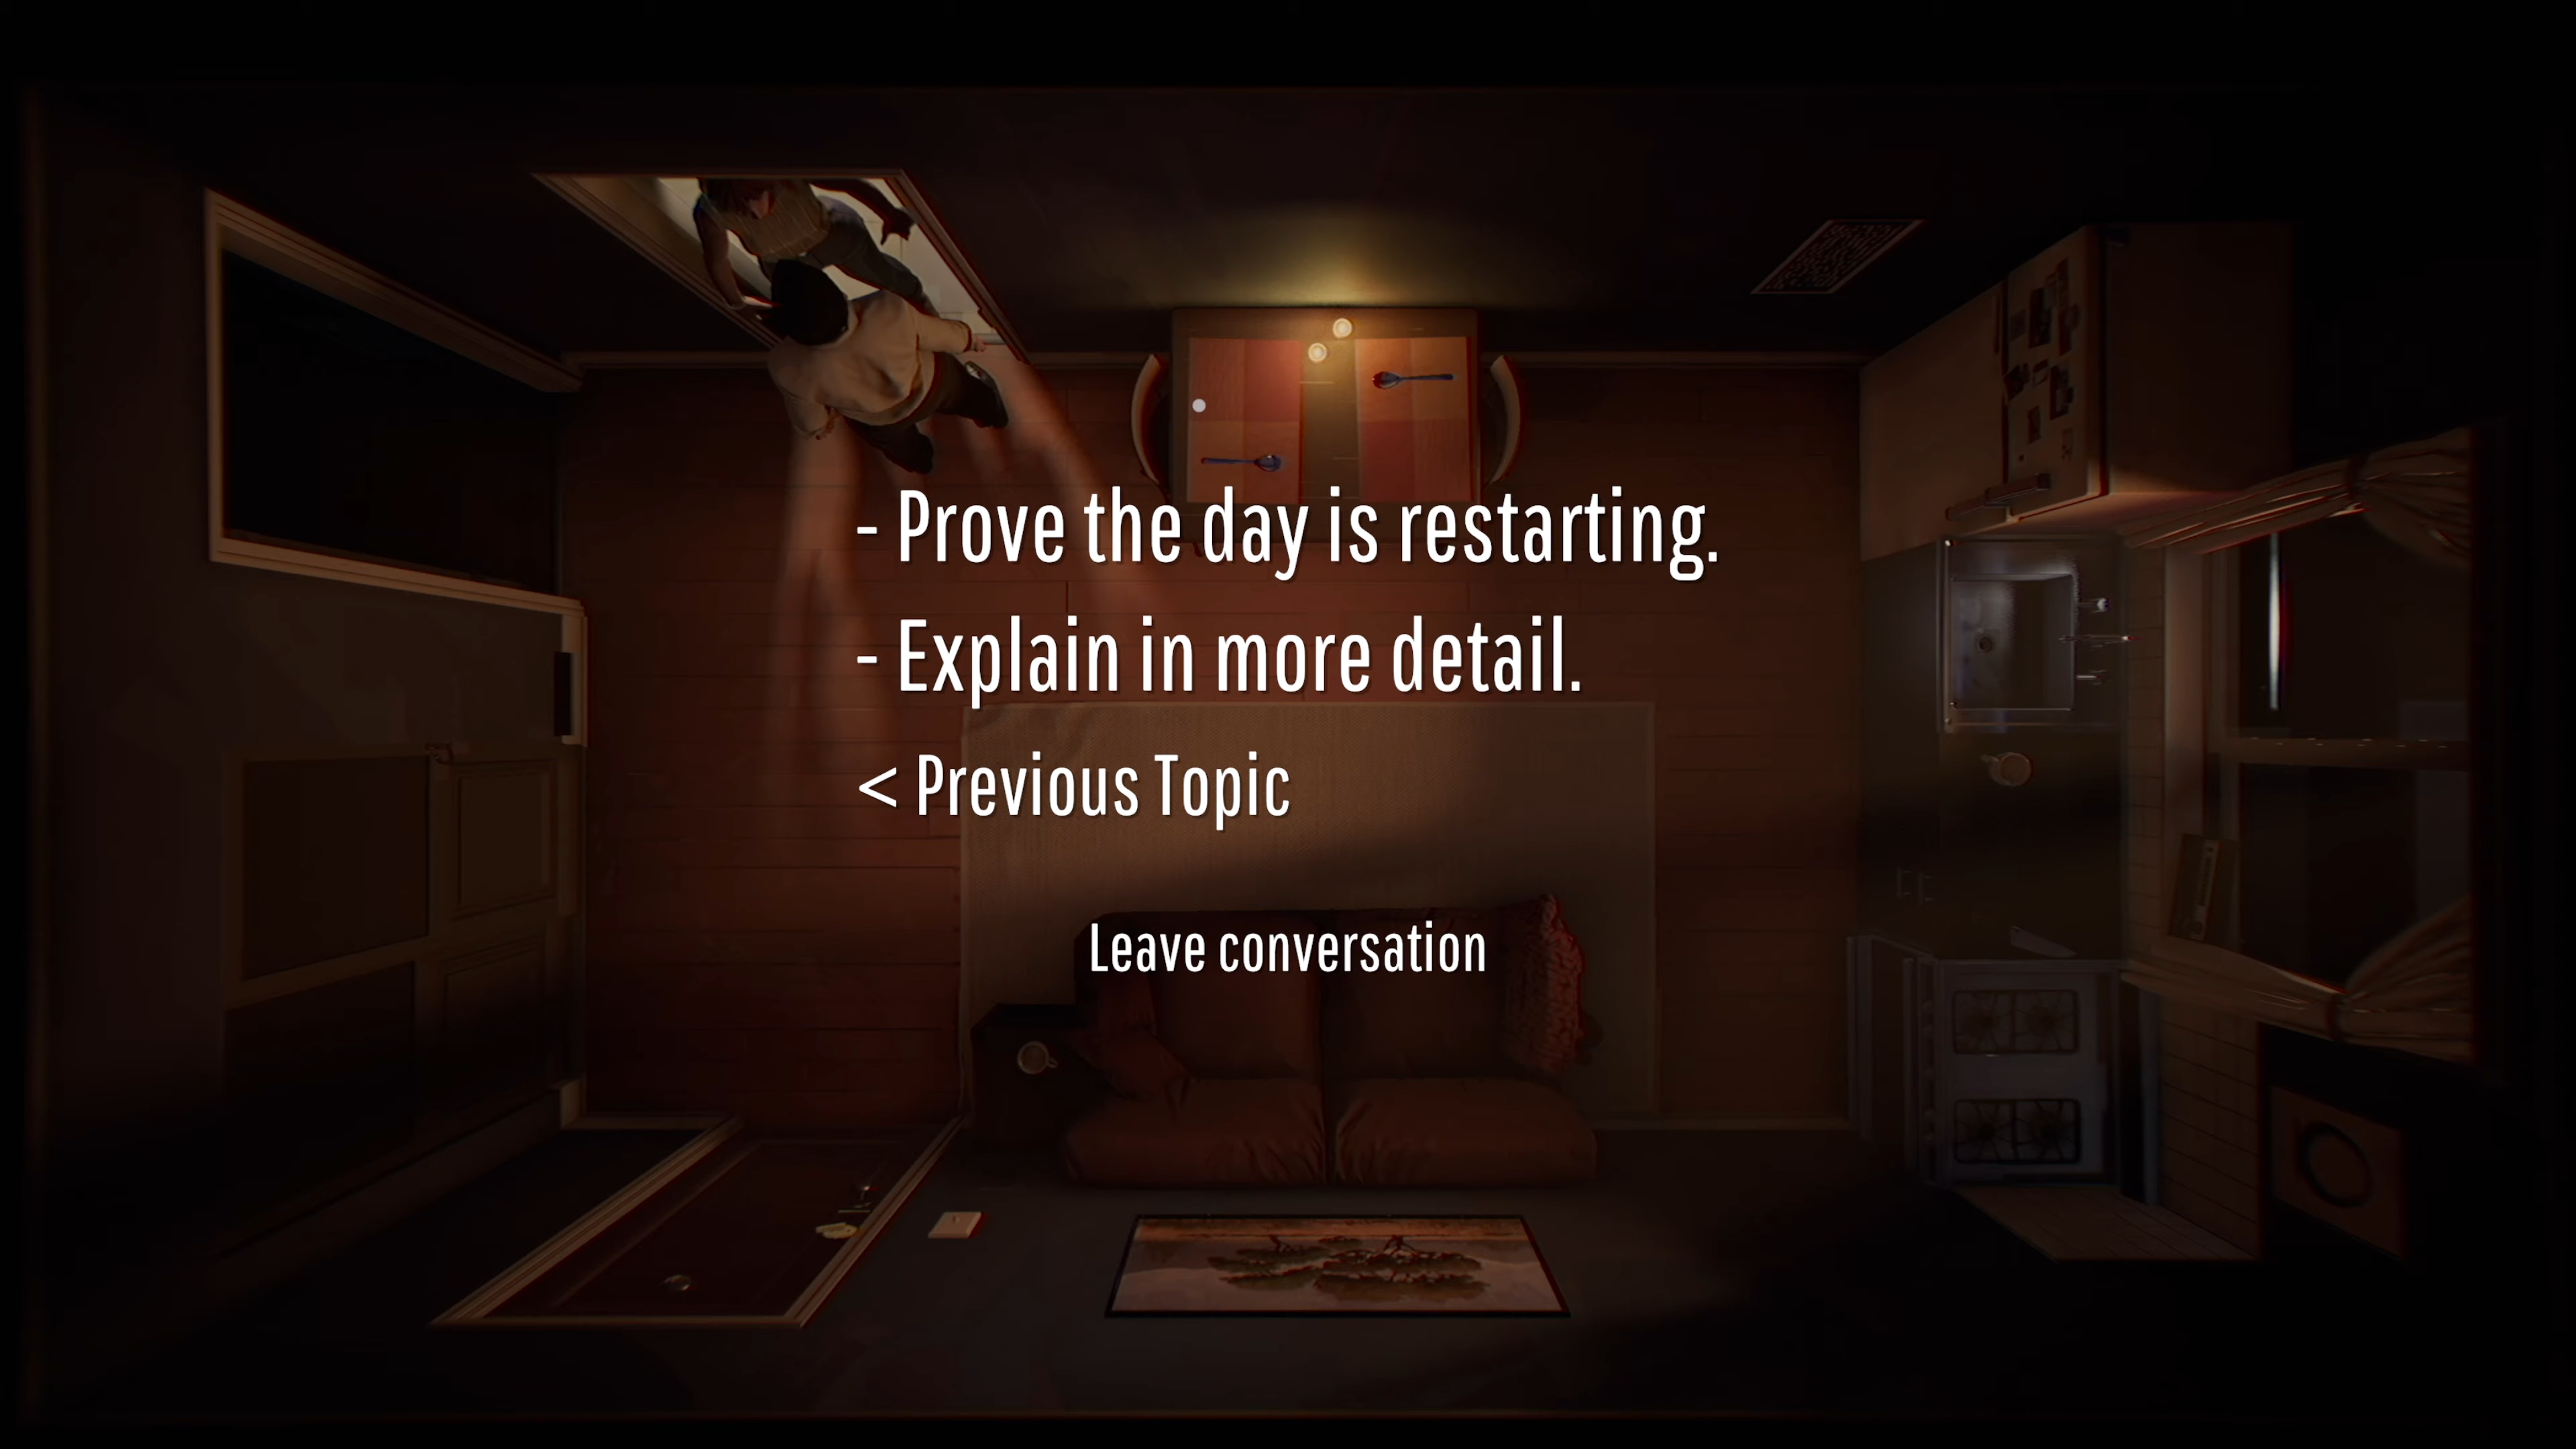 - Prove the day is restarting.
- Explain in more detail.
< Previous Topic
Leave conversation